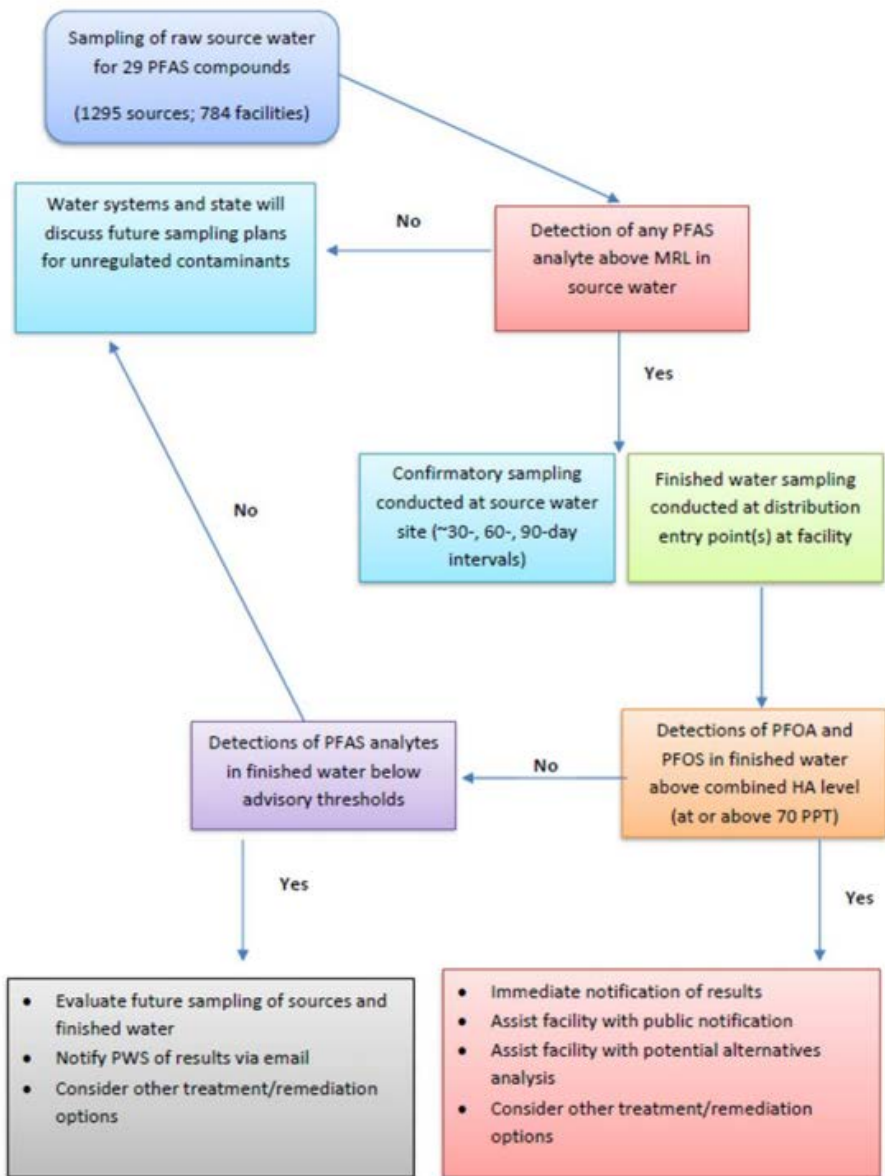 Sampling of raw source water
for 29 PFAS compounds
(1295 sources; 784 facilities)
Water systems and state will
discuss future sampling plans
for unregulated contaminants
No
Detection of any PFAS
analyte above MRL in
source water
Yes
Confirmatory sampling
conducted at source water
site (~30-, 60-, 90-day
intervals)
Finished water sampling
conducted at distribution
entry point(s) at facility
No
Detections of PFAS analytes
in finished water below
advisory thresholds
No
Detections of PFOA and
PFOS in finished water
above combined HA level
(at or above 70 PPT)
Yes
Yes
• Evaluate future sampling of sources and
finished water
• Notify PWS of results via email
• Consider other treatment/remediation
options
• Immediate notification of results
• Assist facility with public notification
• Assist facility with potential alternatives
analysis
• Consider other treatment/remediation
options